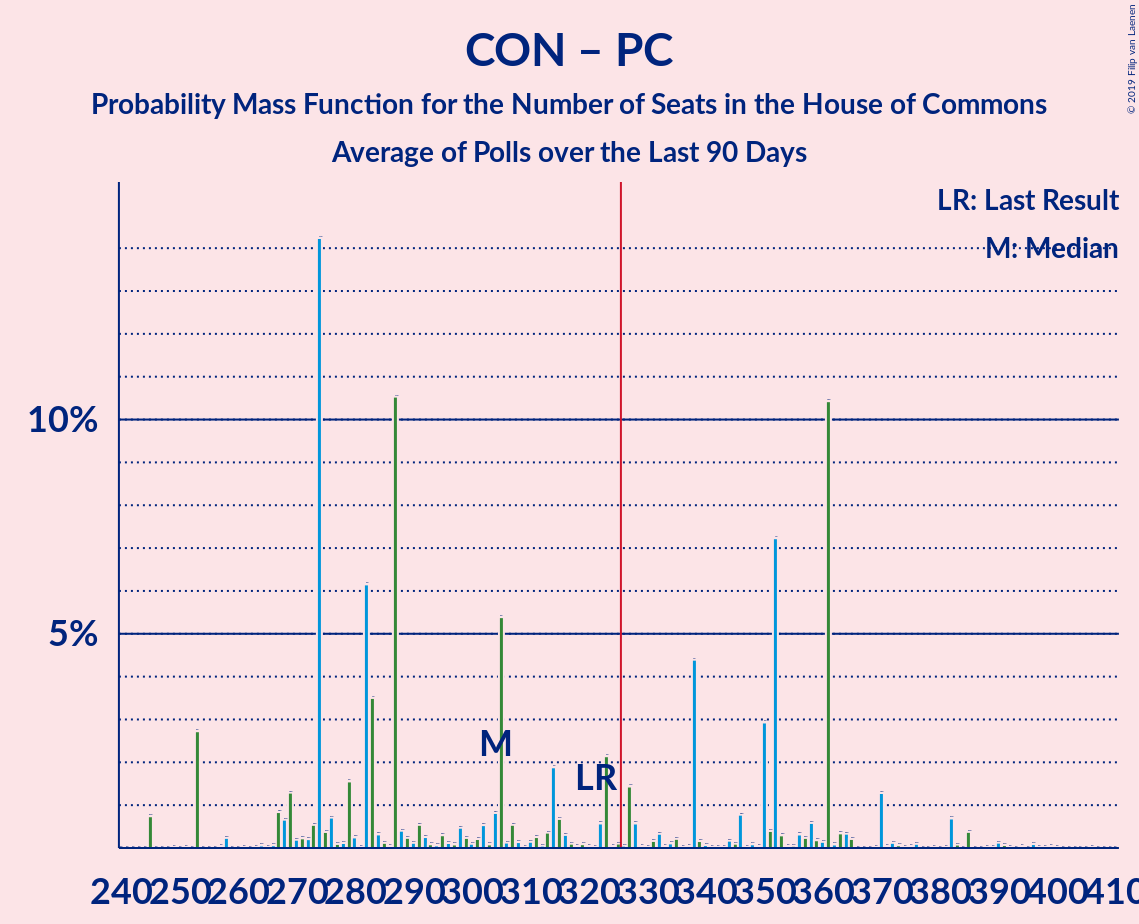 CON – PC
Probability Mass Function for the Number of Seats in the House of Commons
Average of Polls over the Last 90 Days
© 2019 Filip van Laenen
LR: Last Result
M: Median
10%
5%
M
LR
240 250 260 270 280 290 300 310 320 330 340 350 360 370 380 390 400 410